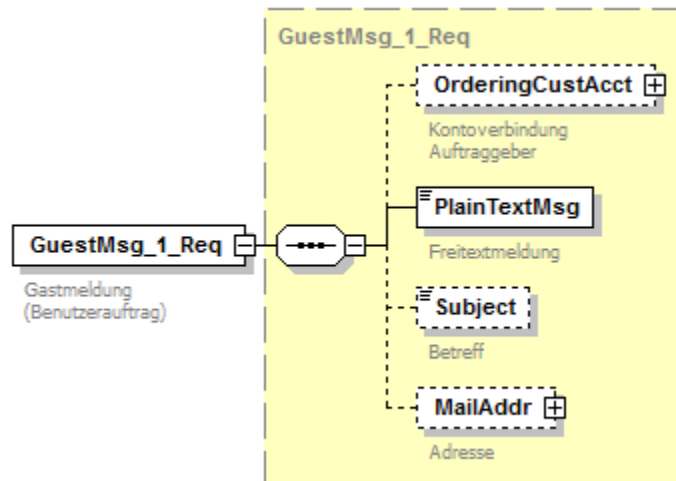 GuestMsg_1_Req
OrderingCustAcct
Kontoverbindung
Auftraggeber
PlainTextMsg
Freitextmeldung
GuestMsg_1_Req
Gastmeldung
(Benutzerauftrag)
Subject
Betreff
MailAddr
Adresse